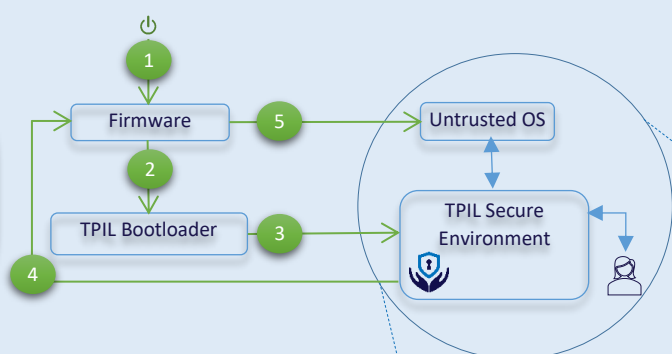 1
Firmware
5
Untrusted OS
2
TPIL Bootloader
3
TPIL Secure
Environment
4